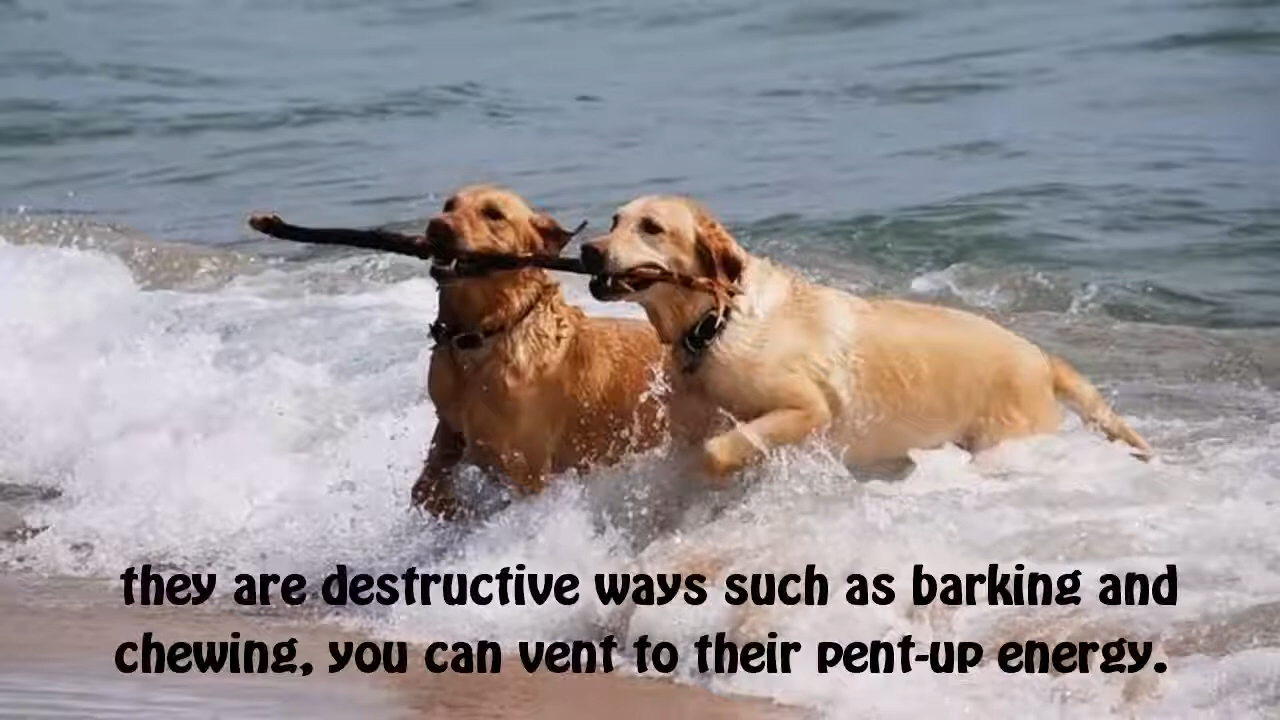 they are destructive ways such as barking and
chewing, you can vent to their pent-up energy.